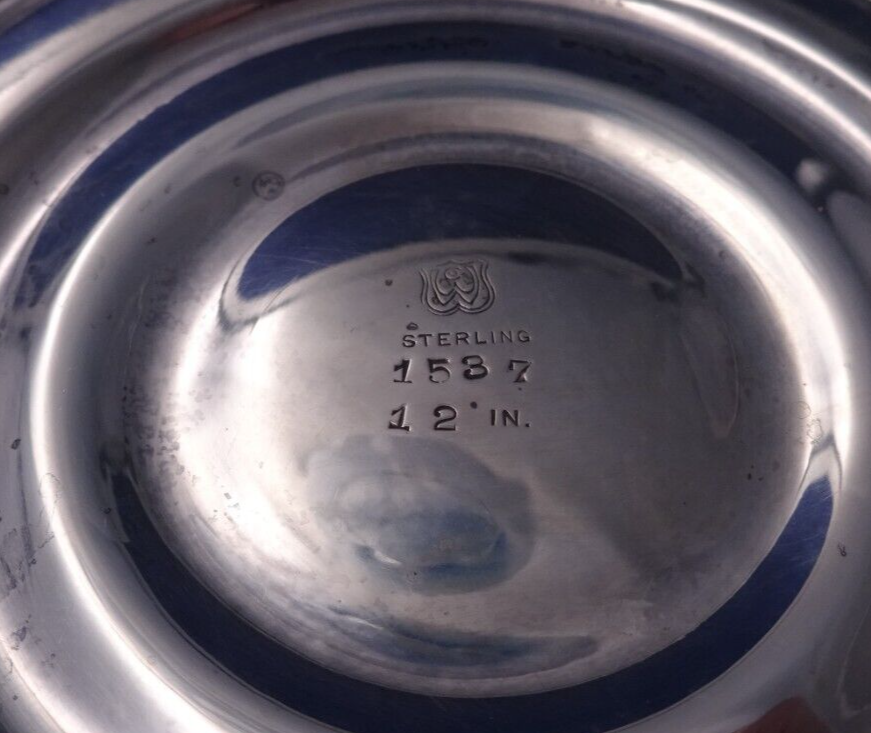 STERLING
1537
12 IN.